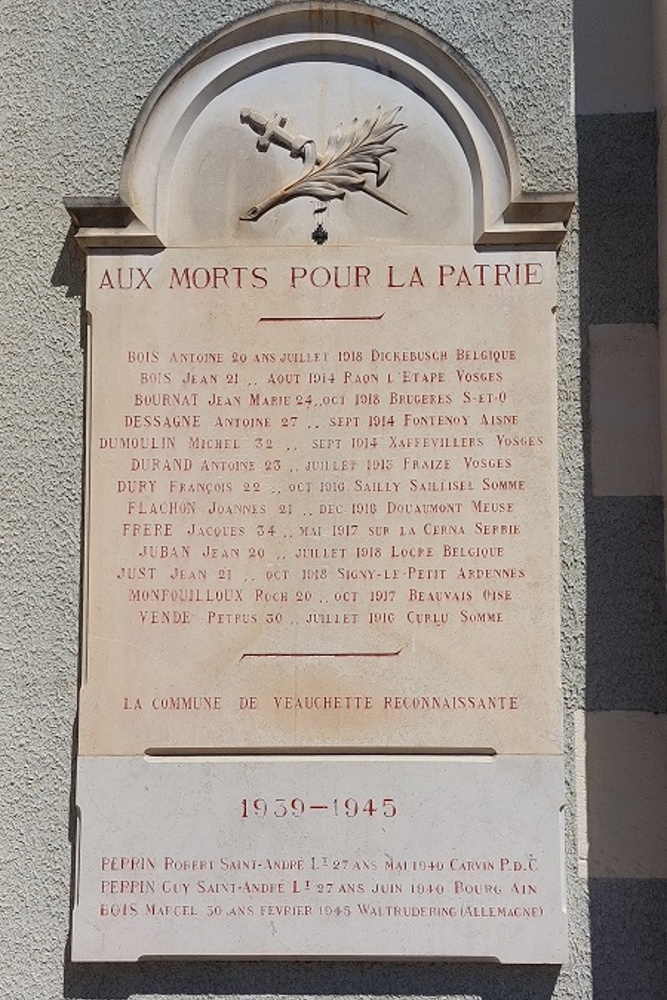 AUX MORTS POUR LA PATRIE
BOIS ANTOINE 20 ANS JUILLET 1918 DICKEBUSCH BELGIQUE
BOIS JEAN 21 ,, AOUT 1914 RAON L'ETAPE VOSGES
BOURNAT JEAN MARIE 24 ,, OCT 1918 BRUGERES S-ET-O
DESSAGNE ANTOINE 27 ,, SEPT 1914 FONTENOY AISNE
DUMOULIN MICHEL 32 ,, SEPT 1914 XAFFEVILLERS VOSGES
DURAND ANTOINE 23 ,, JUILLET 1915 FRAIZE VOSGES
DURY FRANÇOIS 22 ,, OCT 1916 SAILLY SAILLISEL SOMME
FLACHON JOANNES 21 ,, DEC 1916 DOUAUMONT MEUSE
FRERE JACQUES 34 ,, MAI 1917 SUR LA CERNA SERBIE
JUBAN JEAN 20 ,, JUILLET 1918 LOCRE BELGIQUE
JUST JEAN 21 ,, OCT 1918 SIGNY-LE-PETIT ARDENNES
MONFOUILLOUX ROCH 20 ,, OCT 1917 BEAUVAIS OISE
VENDE PETRUS 30 ,, JUILLET 1916 CURLU SOMME
LA COMMUNE DE VEAUCHETTE RECONNAISSANTE
1939-1945
PERRIN ROBERT SAINT-ANDRÉ LT 27 ANS MAI 1940 CARVIN P.D.C
PERRIN GUY SAINT-ANDRÉ LT 27 ANS JUIN 1940 BOURG AIN
BOIS MARCEL 30 ANS FÉVRIER 1945 WALTRUDERING (ALLEMAGNE)